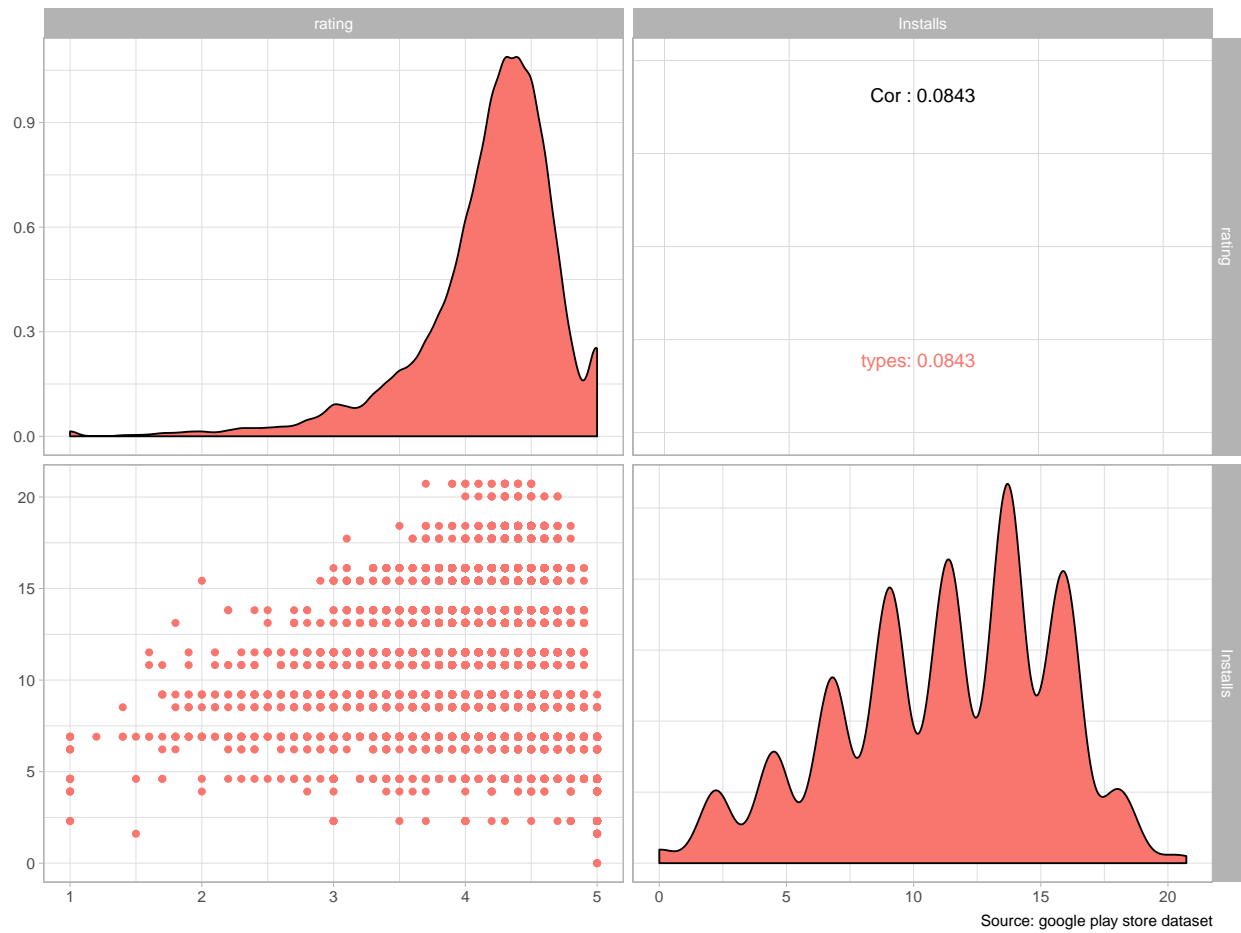 rating
Installs
0.9
0.6
0.3
0.0
Cor : 0.0843
types: 0.0843
rating
20
15
10
5
0
Installs
1 2 3 4 5
0 5 10 15 20
Source: google play store dataset